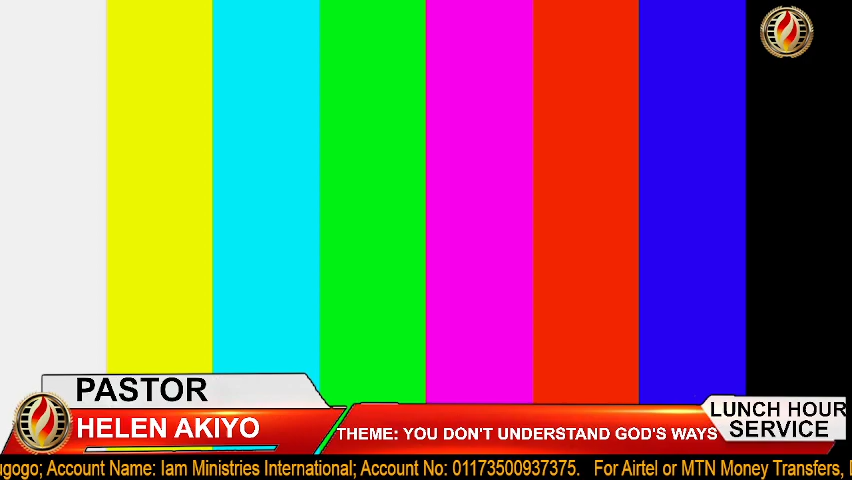 PASTOR
HELEN AKIYO
THEME: YOU DON'T UNDERSTAND GOD'S WAYS
LUNCH HOUR
SERVICE
ugogo; Account Name: Iam Ministries International; Account No: 01173500937375. For Airtel or MTN Money Transfers,